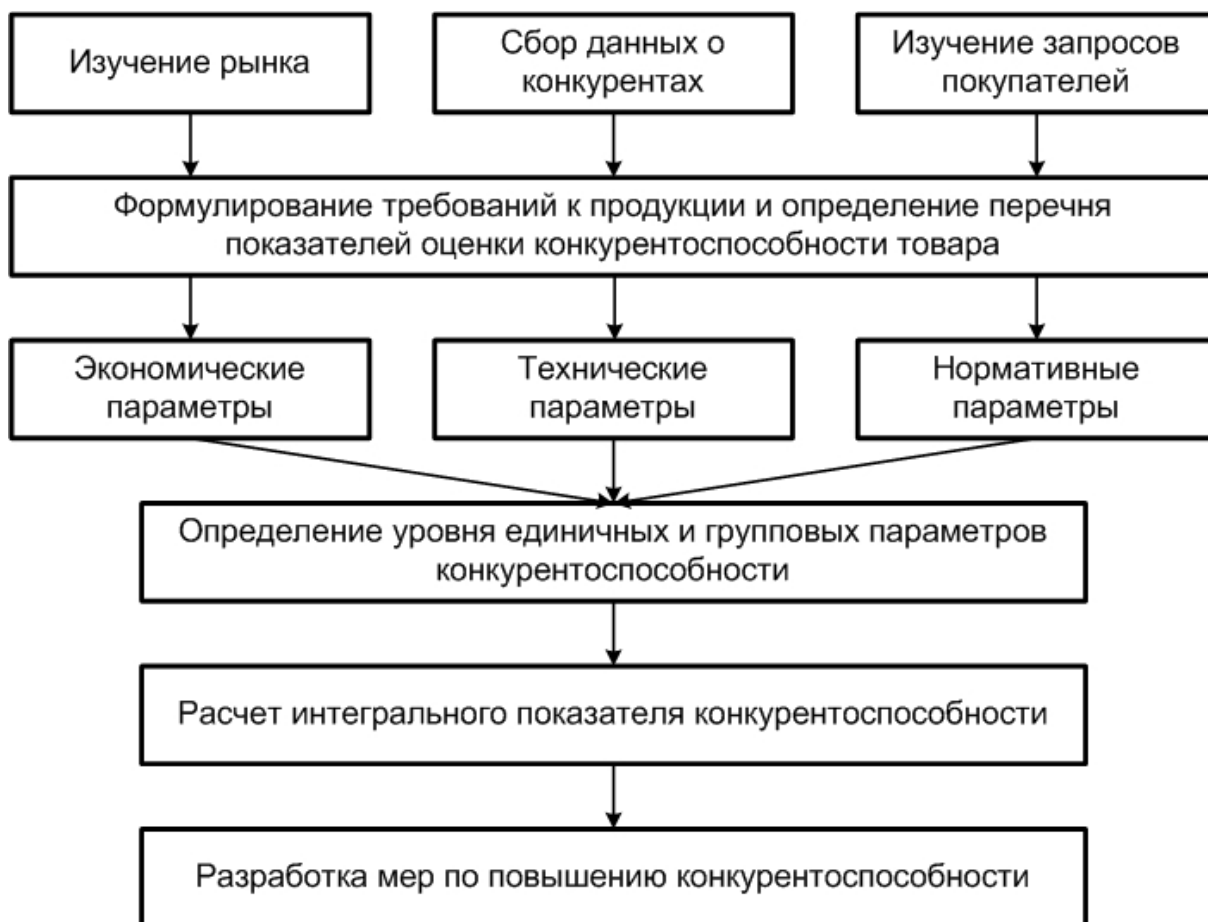 Изучение рынка
Сбор данных о
конкурентах
Изучение запросов
покупателей
Формулирование требований к продукции и определение перечня
показателей оценки конкурентоспособности товара
Экономические
параметры
Технические
параметры
Нормативные
параметры
Определение уровня единичных и групповых параметров
конкурентоспособности
Расчет интегрального показателя конкурентоспособности
Разработка мер по повышению конкурентоспособности